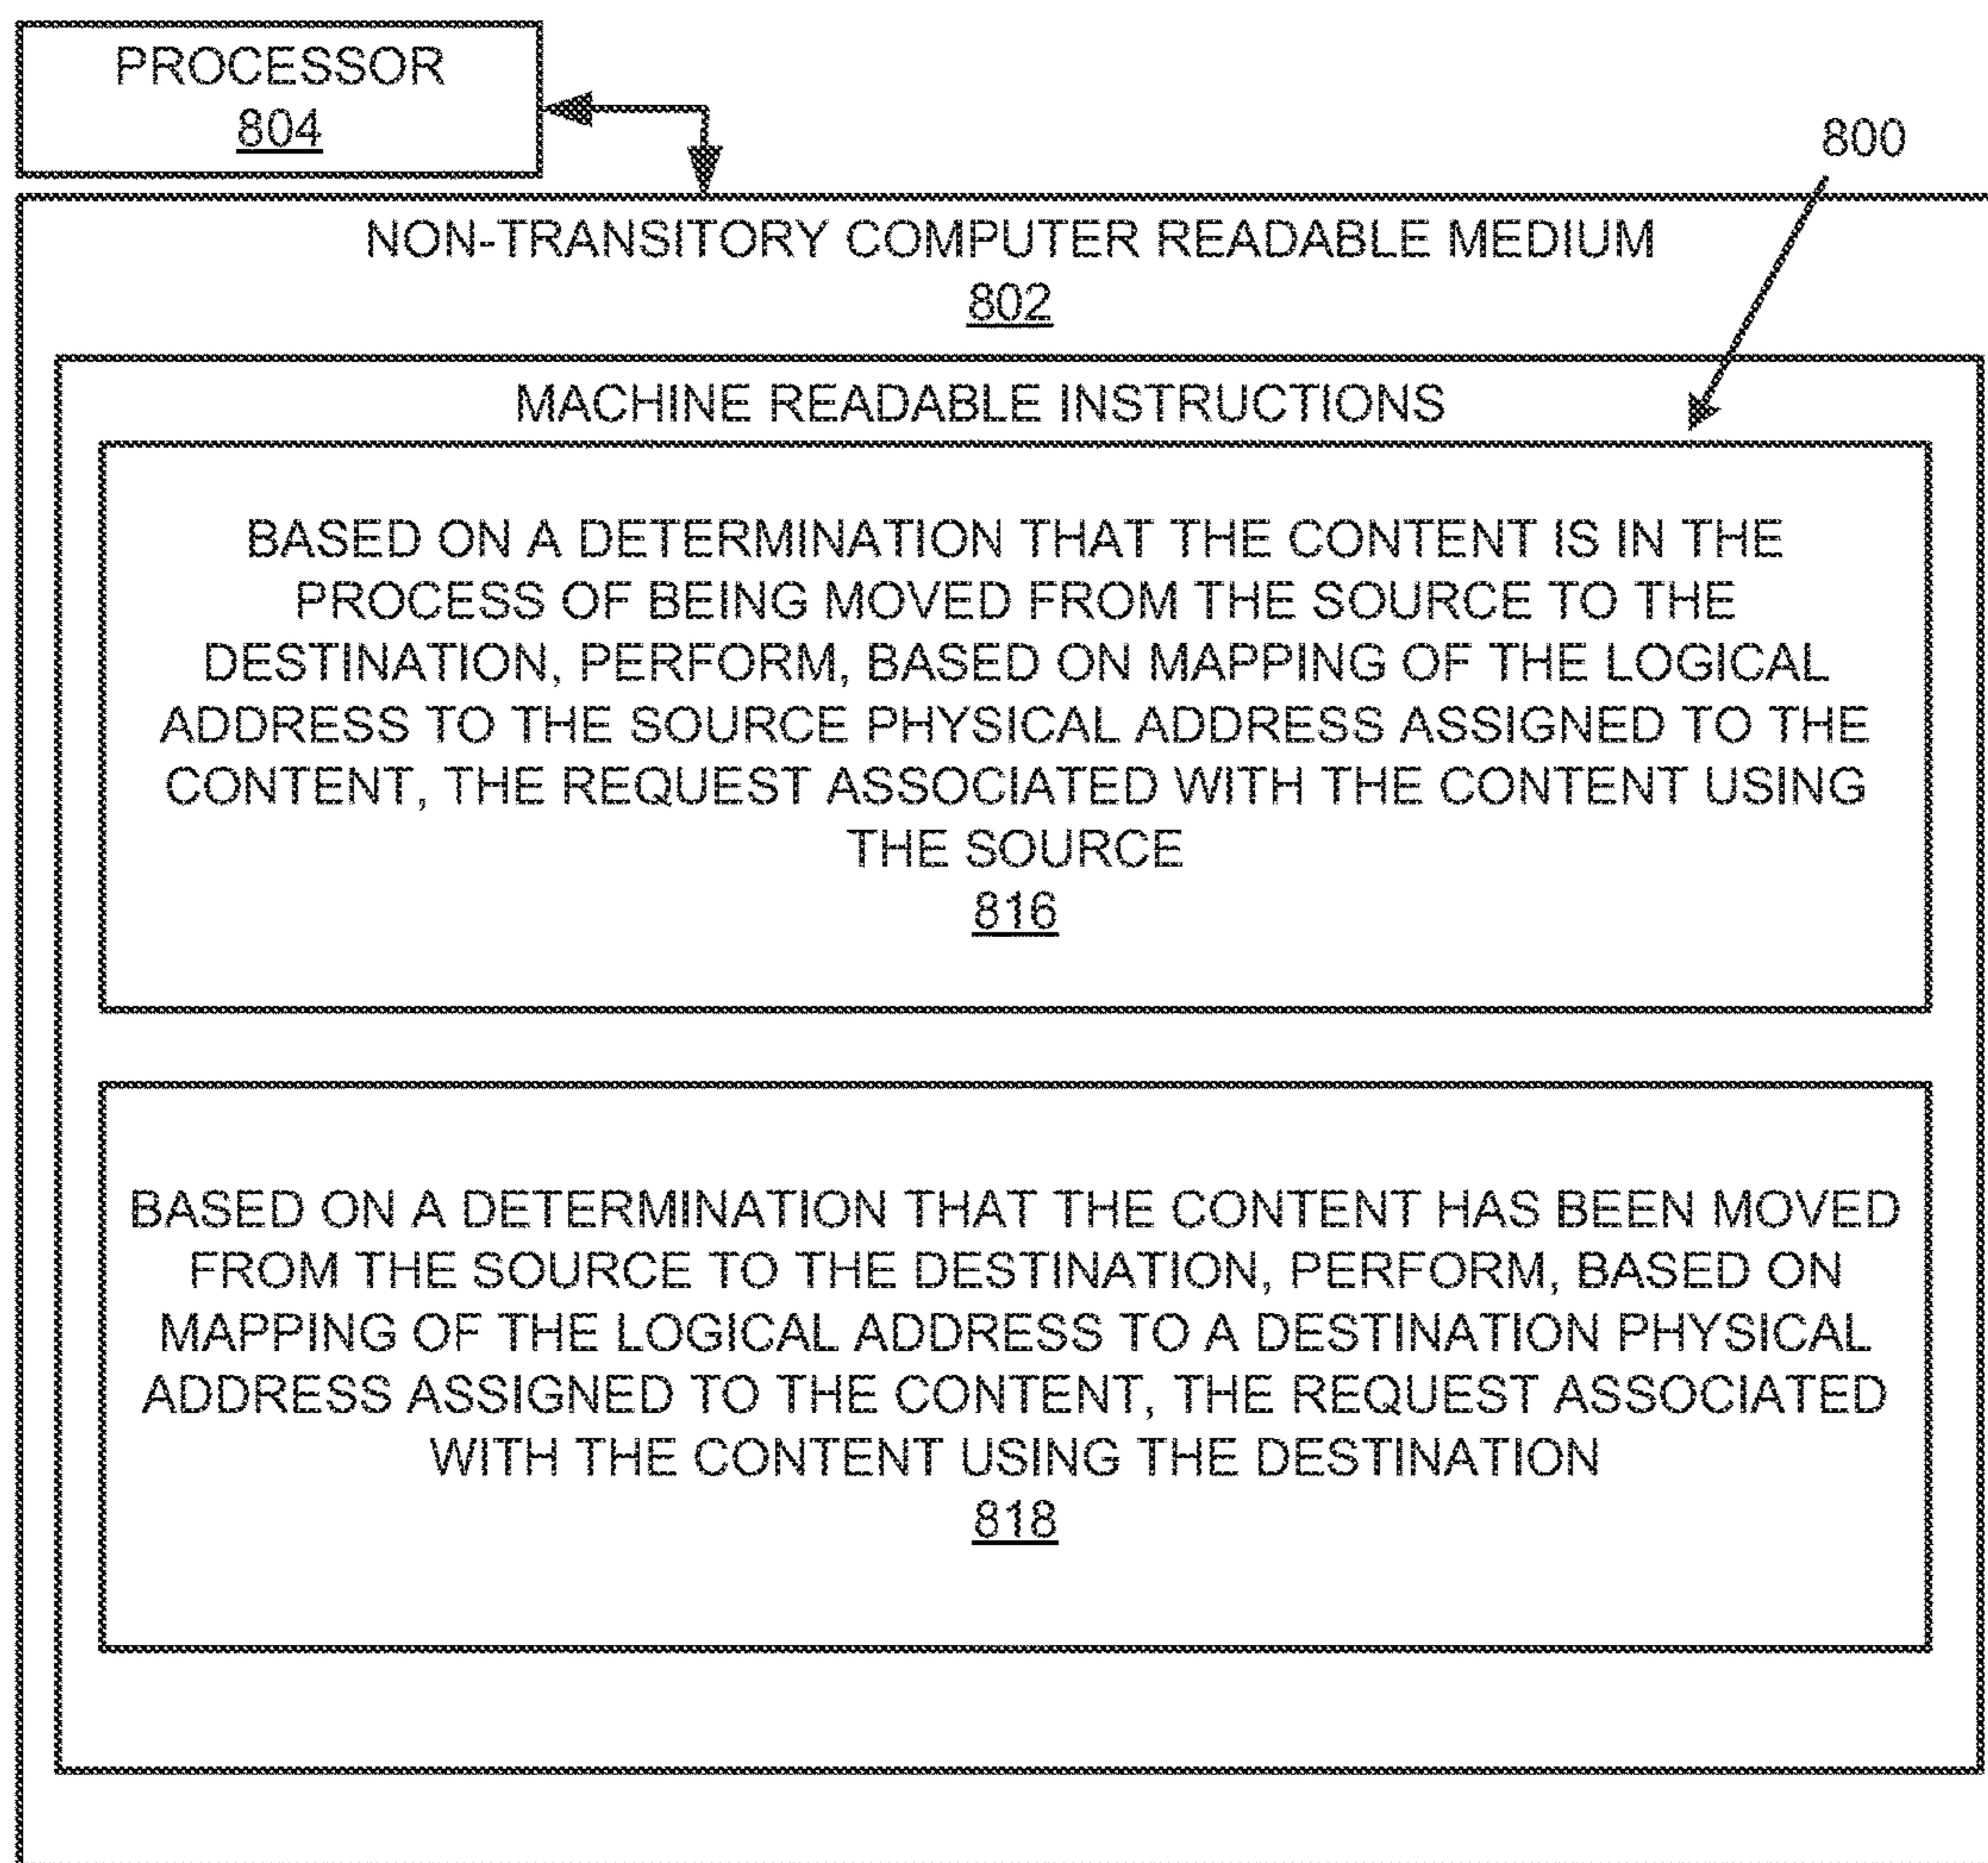 PROCESSOR
804
800
NON-TRANSITORY COMPUTER READABLE MEDIUM
802
MACHINE READABLE INSTRUCTIONS
BASED ON A DETERMINATION THAT THE CONTENT IS IN THE
PROCESS OF BEING MOVED FROM THE SOURCE TO THE
DESTINATION, PERFORM, BASED ON MAPPING OF THE LOGICAL
ADDRESS TO THE SOURCE PHYSICAL ADDRESS ASSIGNED TO THE
CONTENT, THE REQUEST ASSOCIATED WITH THE CONTENT USING
THE SOURCE
816
BASED ON A DETERMINATION THAT THE CONTENT HAS BEEN MOVED
FROM THE SOURCE TO THE DESTINATION, PERFORM, BASED ON
MAPPING OF THE LOGICAL ADDRESS TO A DESTINATION PHYSICAL
ADDRESS ASSIGNED TO THE CONTENT, THE REQUEST ASSOCIATED
WITH THE CONTENT USING THE DESTINATION
818